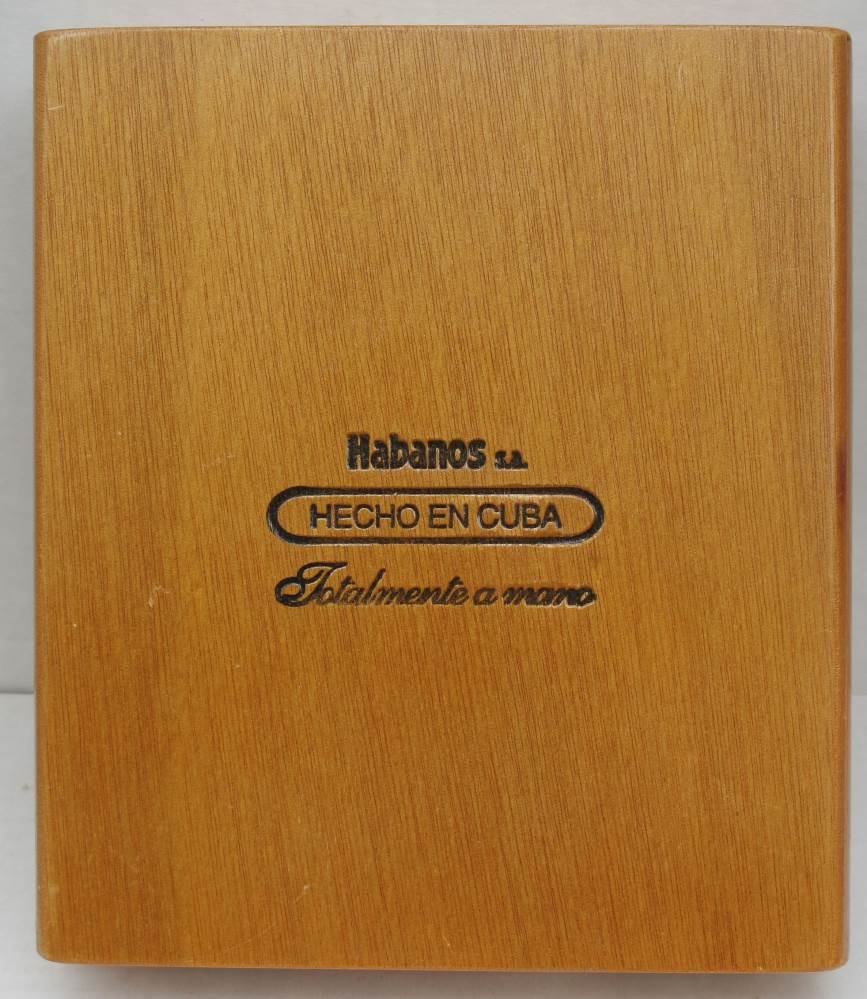 Habanos s.a.
HECHO EN CUBA
Totalmente a mano